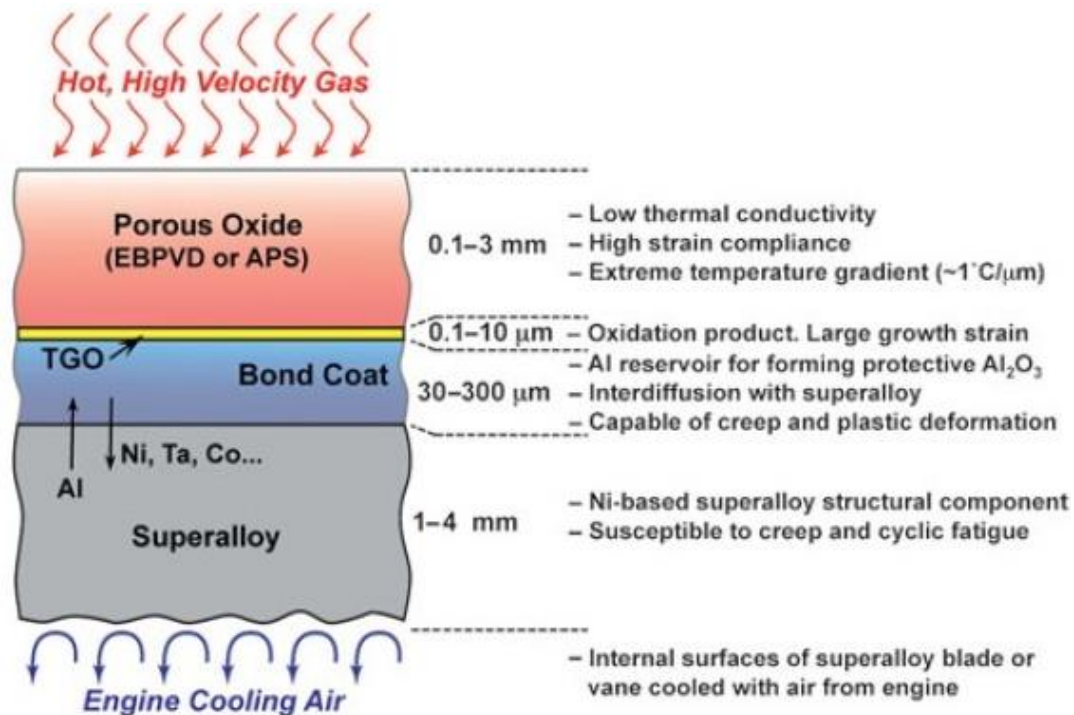 Hot, High Velocity Gas
Porous Oxide
(EBPVD or APS)
0.1–3 mm
– Low thermal conductivity
– High strain compliance
– Extreme temperature gradient (~1˚C/µm)
TGO
0.1–10 µm
– Oxidation product. Large growth strain
Bond Coat
30–300 µm
– Al reservoir for forming protective Al₂O₃
– Interdiffusion with superalloy
– Capable of creep and plastic deformation
Ni, Ta, Co...
Al
Superalloy
1–4 mm
– Ni-based superalloy structural component
– Susceptible to creep and cyclic fatigue
Engine Cooling Air
– Internal surfaces of superalloy blade or
vane cooled with air from engine